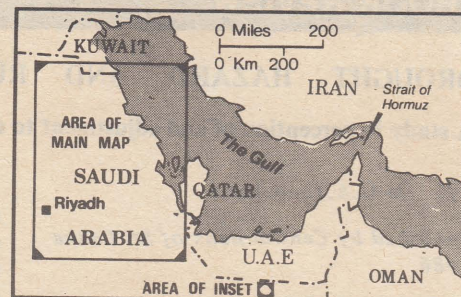 KUWAIT
0 Miles 200
0 Km 200
IRAN
Strait of
Hormuz
AREA OF
MAIN MAP
The Gulf
SAUDI
QATAR
Riyadh
ARABIA
U.A.E
OMAN
AREA OF INSET